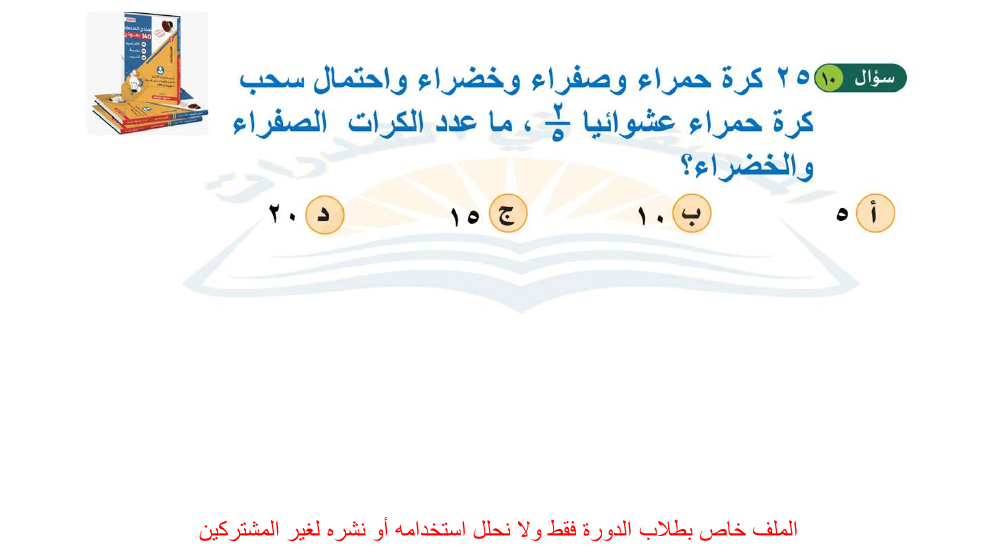 سؤال ١٠
٢٥ كرة حمراء وصفراء وخضراء واحتمال سحب
كرة حمراء عشوائيا ٢/٥ ، ما عدد الكرات الصفراء
والخضراء؟
أ ٥ ب ١٠ ج ١٥ د ٢٠
الملف خاص بطلاب الدورة فقط ولا نحلل استخدامه أو نشره لغير المشتركين